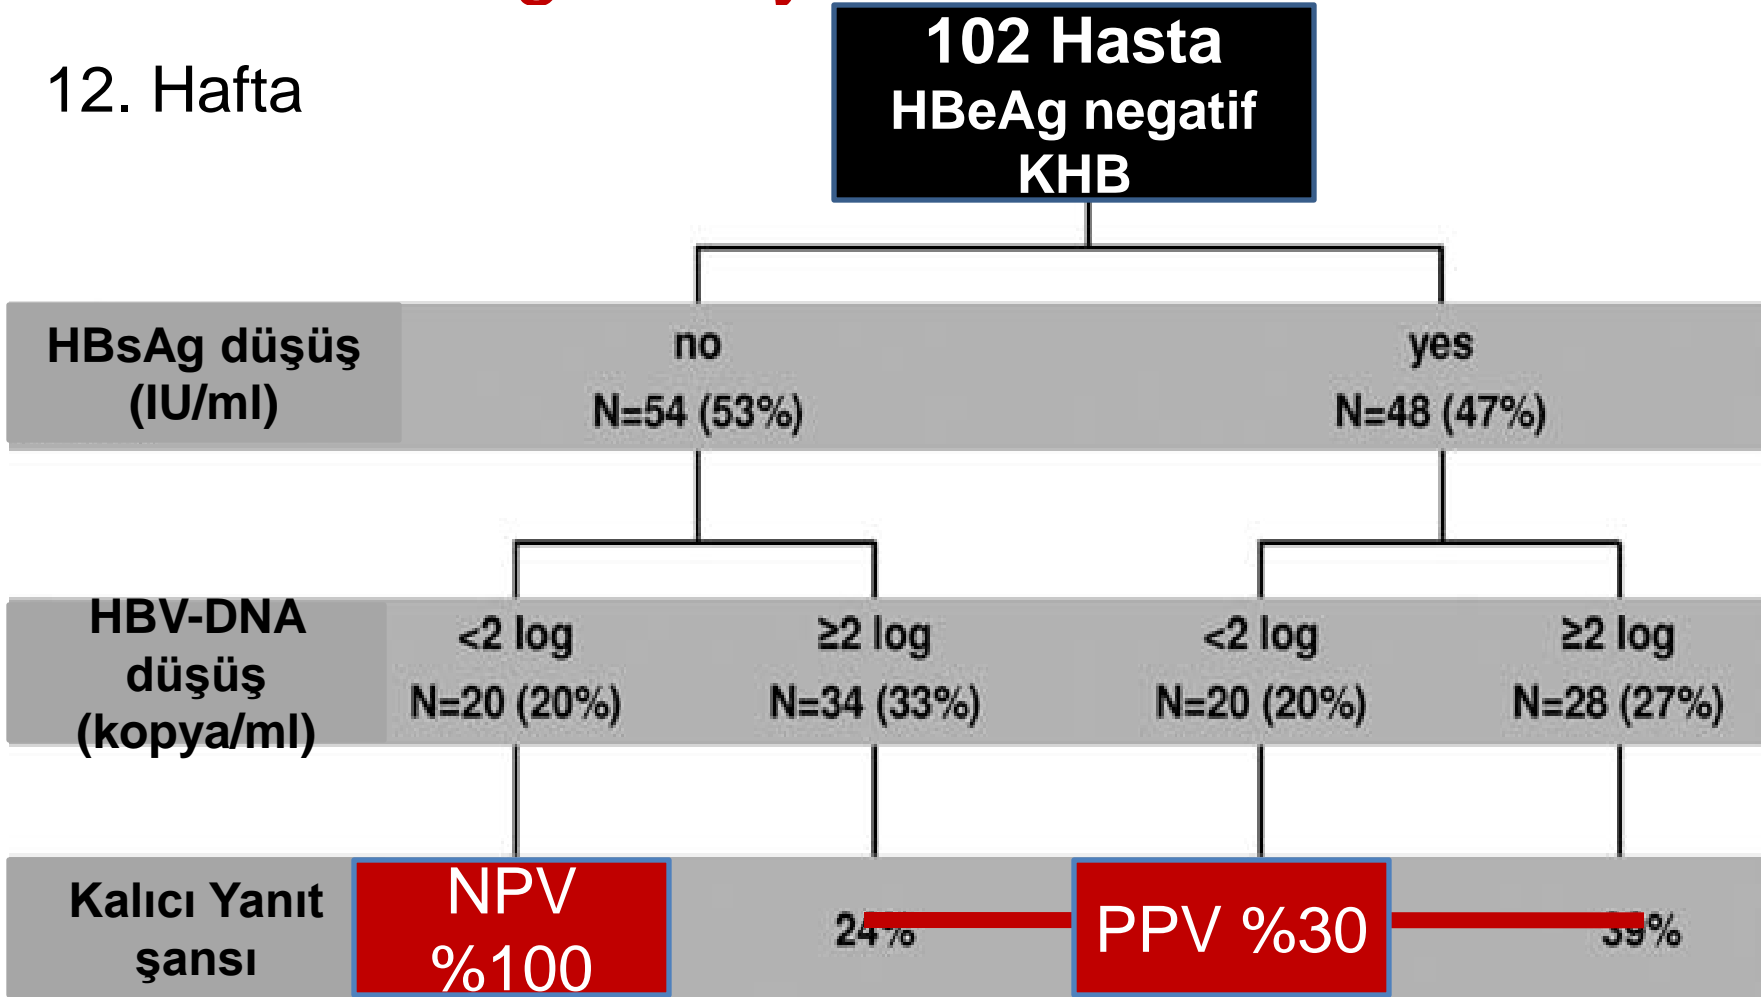 12. Hafta
102 Hasta
HBeAg negatif
KHB
HBsAg düşüş
(IU/ml)
no
N=54 (53%)
yes
N=48 (47%)
HBV-DNA
düşüş
(kopya/ml)
<2 log
N=20 (20%)
≥2 log
N=34 (33%)
<2 log
N=20 (20%)
≥2 log
N=28 (27%)
Kalıcı Yanıt
şansı
NPV
%100
24%
PPV %30
39%